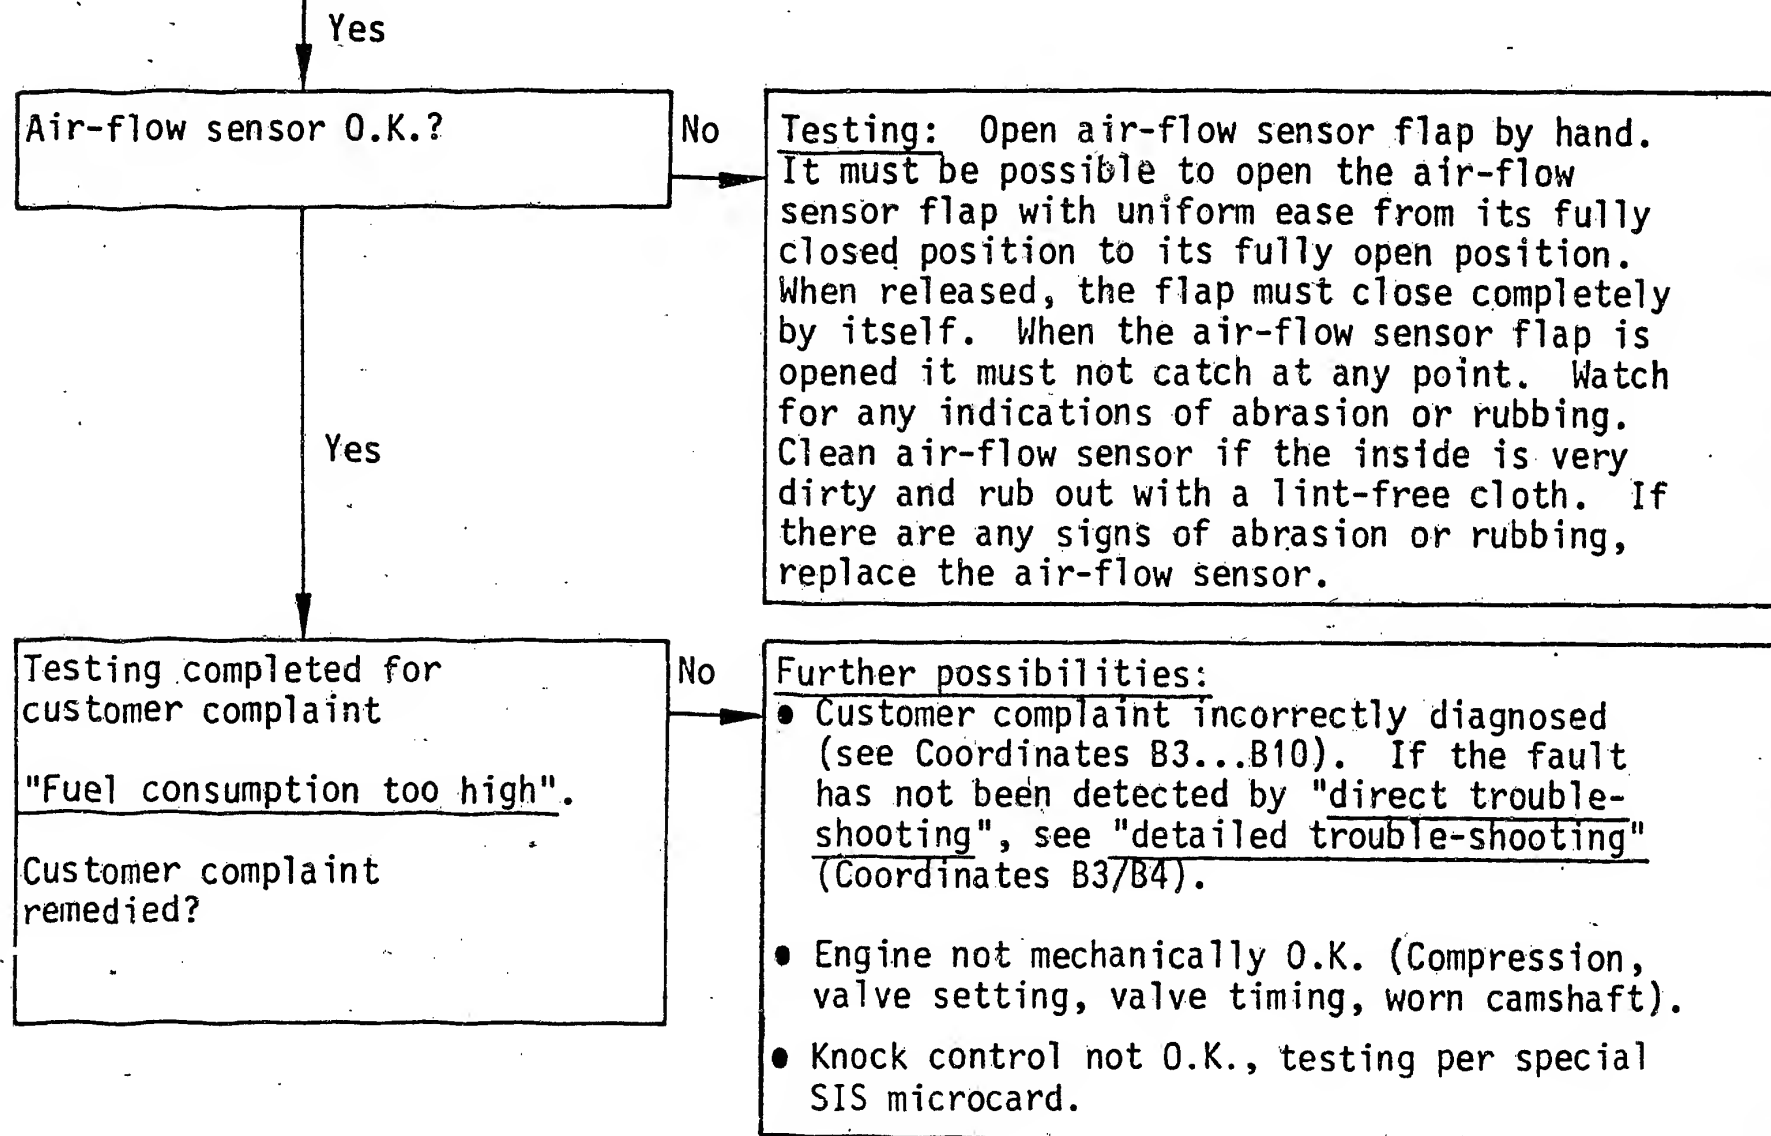 Yes
Air-flow sensor O.K.?
No
Testing: Open air-flow sensor flap by hand.
It must be possible to open the air-flow
sensor flap with uniform ease from its fully
closed position to its fully open position.
When released, the flap must close completely
by itself. When the air-flow sensor flap is
opened it must not catch at any point. Watch
for any indications of abrasion or rubbing.
Clean air-flow sensor if the inside is very
dirty and rub out with a lint-free cloth. If
there are any signs of abrasion or rubbing,
replace the air-flow sensor.
Yes
Testing completed for
customer complaint
"Fuel consumption too high".
Customer complaint
remedied?
No
Further possibilities:
• Customer complaint incorrectly diagnosed
(see Coordinates B3...B10). If the fault
has not been detected by "direct trouble-
shooting", see "detailed trouble-shooting"
(Coordinates B3/B4).
• Engine not mechanically O.K. (Compression,
valve setting, valve timing, worn camshaft).
• Knock control not O.K., testing per special
SIS microcard.